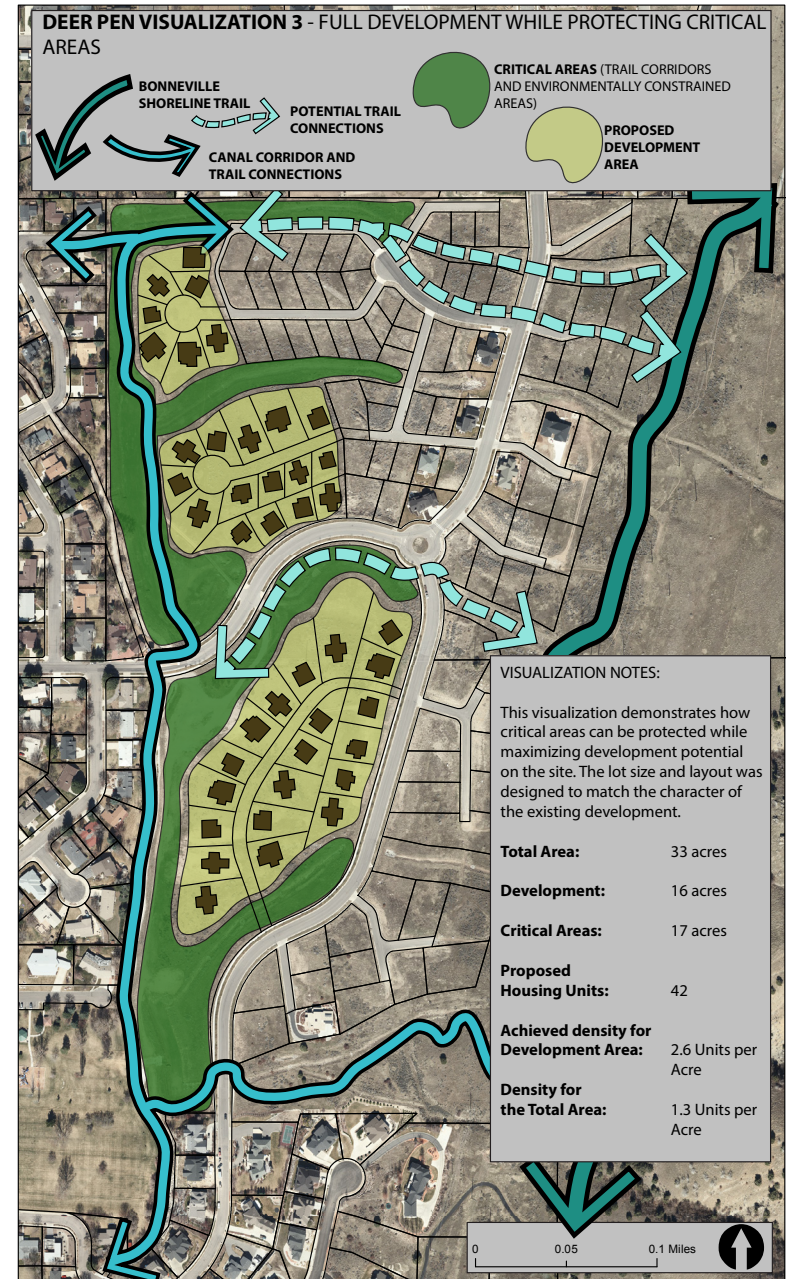 DEER PEN VISUALIZATION 3 - FULL DEVELOPMENT WHILE PROTECTING CRITICAL
AREAS
BONNEVILLE
SHORELINE TRAIL
POTENTIAL TRAIL
CONNECTIONS
CANAL CORRIDOR AND
TRAIL CONNECTIONS
CRITICAL AREAS (TRAIL CORRIDORS
AND ENVIRONMENTALLY CONSTRAINED
AREAS)
PROPOSED
DEVELOPMENT
AREA
VISUALIZATION NOTES:
This visualization demonstrates how
critical areas can be protected while
maximizing development potential
on the site. The lot size and layout was
designed to match the character of
the existing development.
Total Area: 33 acres
Development: 16 acres
Critical Areas: 17 acres
Proposed
Housing Units: 42
Achieved density for
Development Area: 2.6 Units per
Acre
Density for
the Total Area: 1.3 Units per
Acre
0 0.05 0.1 Miles